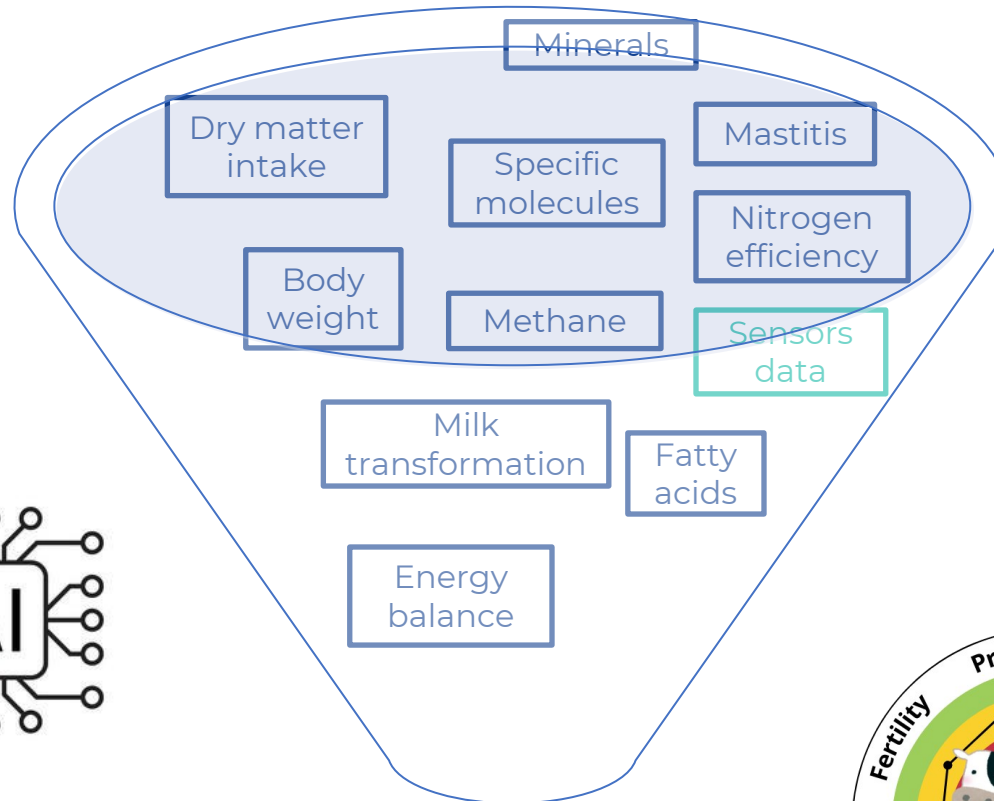 Minerals
Dry matter
intake
Specific
molecules
Mastitis
Nitrogen
efficiency
Body
weight
Methane
Sensors
data
Milk
transformation
Fatty
acids
Energy
balance
Fertility